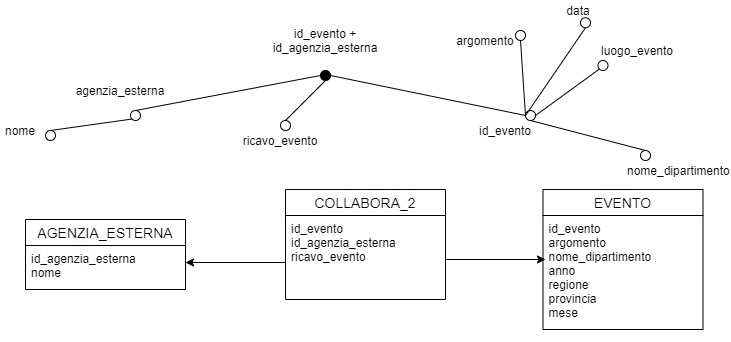 id_evento +
id_agenzia_esterna
data
argomento
luogo_evento
agenzia_esterna
nome
ricavo_evento
id_evento
nome_dipartimento
AGENZIA_ESTERNA
id_agenzia_esterna
nome
COLLABORA_2
id_evento
id_agenzia_esterna
ricavo_evento
EVENTO
id_evento
argomento
nome_dipartimento
anno
regione
provincia
mese